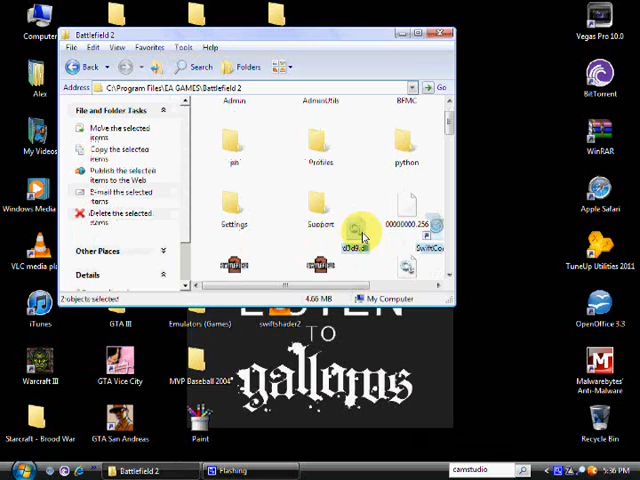 Battlefield 2
File Edit View Favorites Tools Help
Back Search Folders
Address C:\Program Files\EA GAMES\Battlefield 2 Go
File and Folder Tasks
Move the selected
items
Copy the selected
items
Publish the selected
items to the Web
E-mail the selected
items
Delete the selected
items
Other Places
Details
Admin AdminUtils BFMC
pb Profiles python
Settings Support 00000000.256
d3d9.dll
2 objects selected 4.66 MB My Computer
Computer
Alex
My Videos
Windows Media
VLC media player
iTunes GTA III Emulators (Games) swiftshader2
Warcraft III GTA Vice City MVP Baseball 2004
Starcraft - Brood War GTA San Andreas Paint
Vegas Pro 10.0
BitTorrent
WinRAR
Apple Safari
TuneUp Utilities
OpenOffice 3.3
Malwarebytes'
Anti-Malware
Recycle Bin
LISTEN
TO
gallows
Battlefield 2 Flashing camstudio 5:36 PM